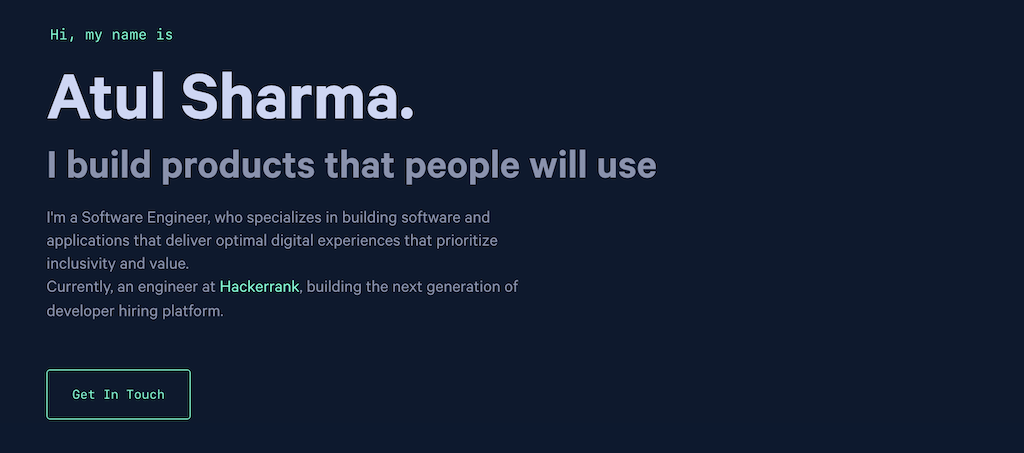 Hi, my name is
Atul Sharma.
I build products that people will use
I'm a Software Engineer, who specializes in building software and
applications that deliver optimal digital experiences that prioritize
inclusivity and value.
Currently, an engineer at Hackerrank, building the next generation of
developer hiring platform.
Get In Touch